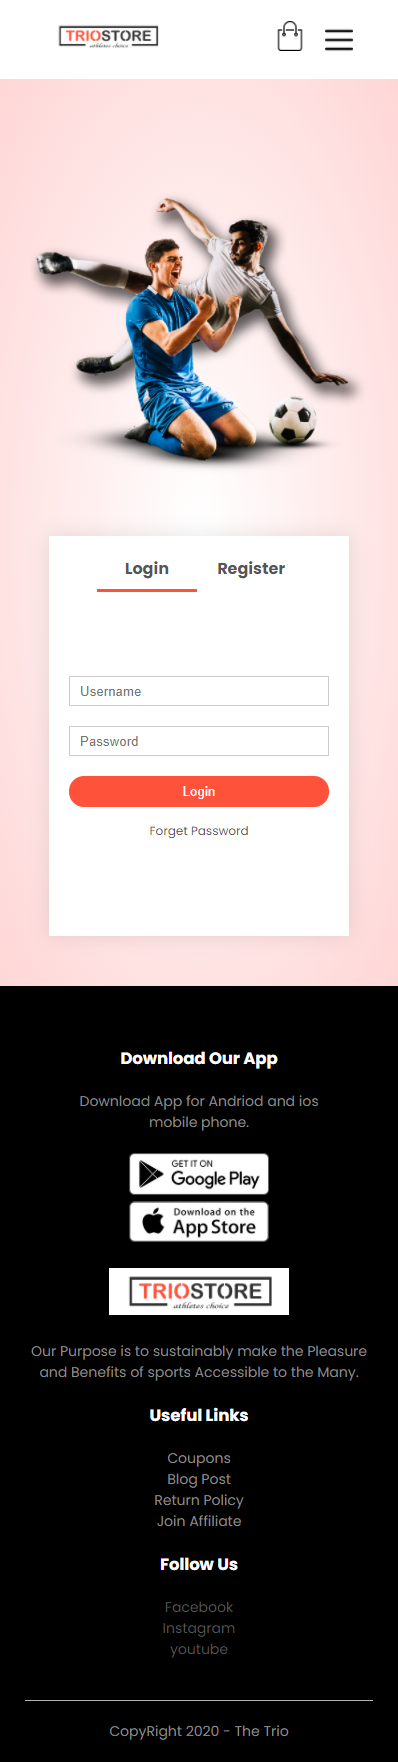 TRIOSTORE
athletes choice
Login Register
Username
Password
Login
Forget Password
Download Our App
Download App for Andriod and ios
mobile phone.
GET IT ON
Google Play
Download on the
App Store
TRIOSTORE
athletes choice
Our Purpose is to sustainably make the Pleasure
and Benefits of sports Accessible to the Many.
Useful Links
Coupons
Blog Post
Return Policy
Join Affiliate
Follow Us
Facebook
Instagram
youtube
CopyRight 2020 - The Trio